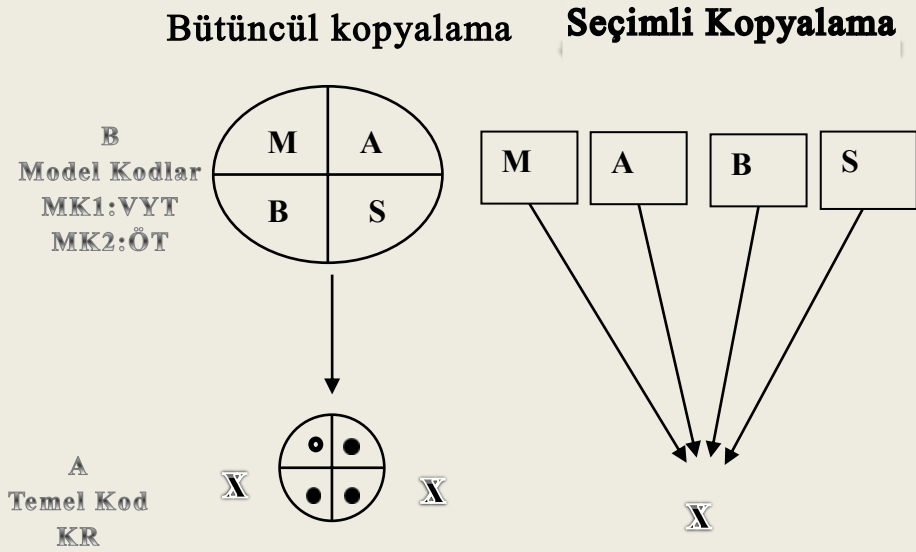 Bütüncül kopyalama
Seçimli Kopyalama
B
Model Kodlar
MK1:VYT
MK2:ÖT
M A
B S
M A B S
A
Temel Kod
KR
X X
X